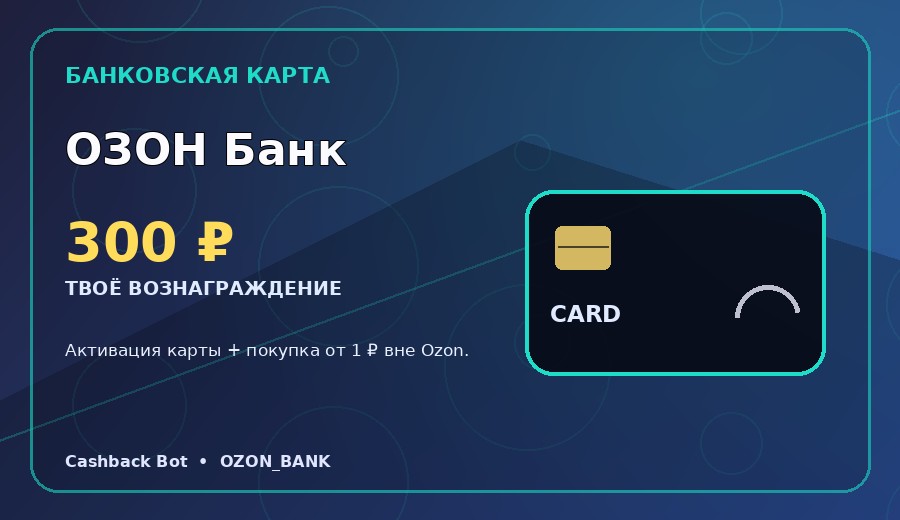 БАНКОВСКАЯ КАРТА
ОЗОН Банк
300 ₽
ТВОЁ ВОЗНАГРАЖДЕНИЕ
CARD
Активация карты + покупка от 1 ₽ вне Ozon.
Cashback Bot • OZON_BANK